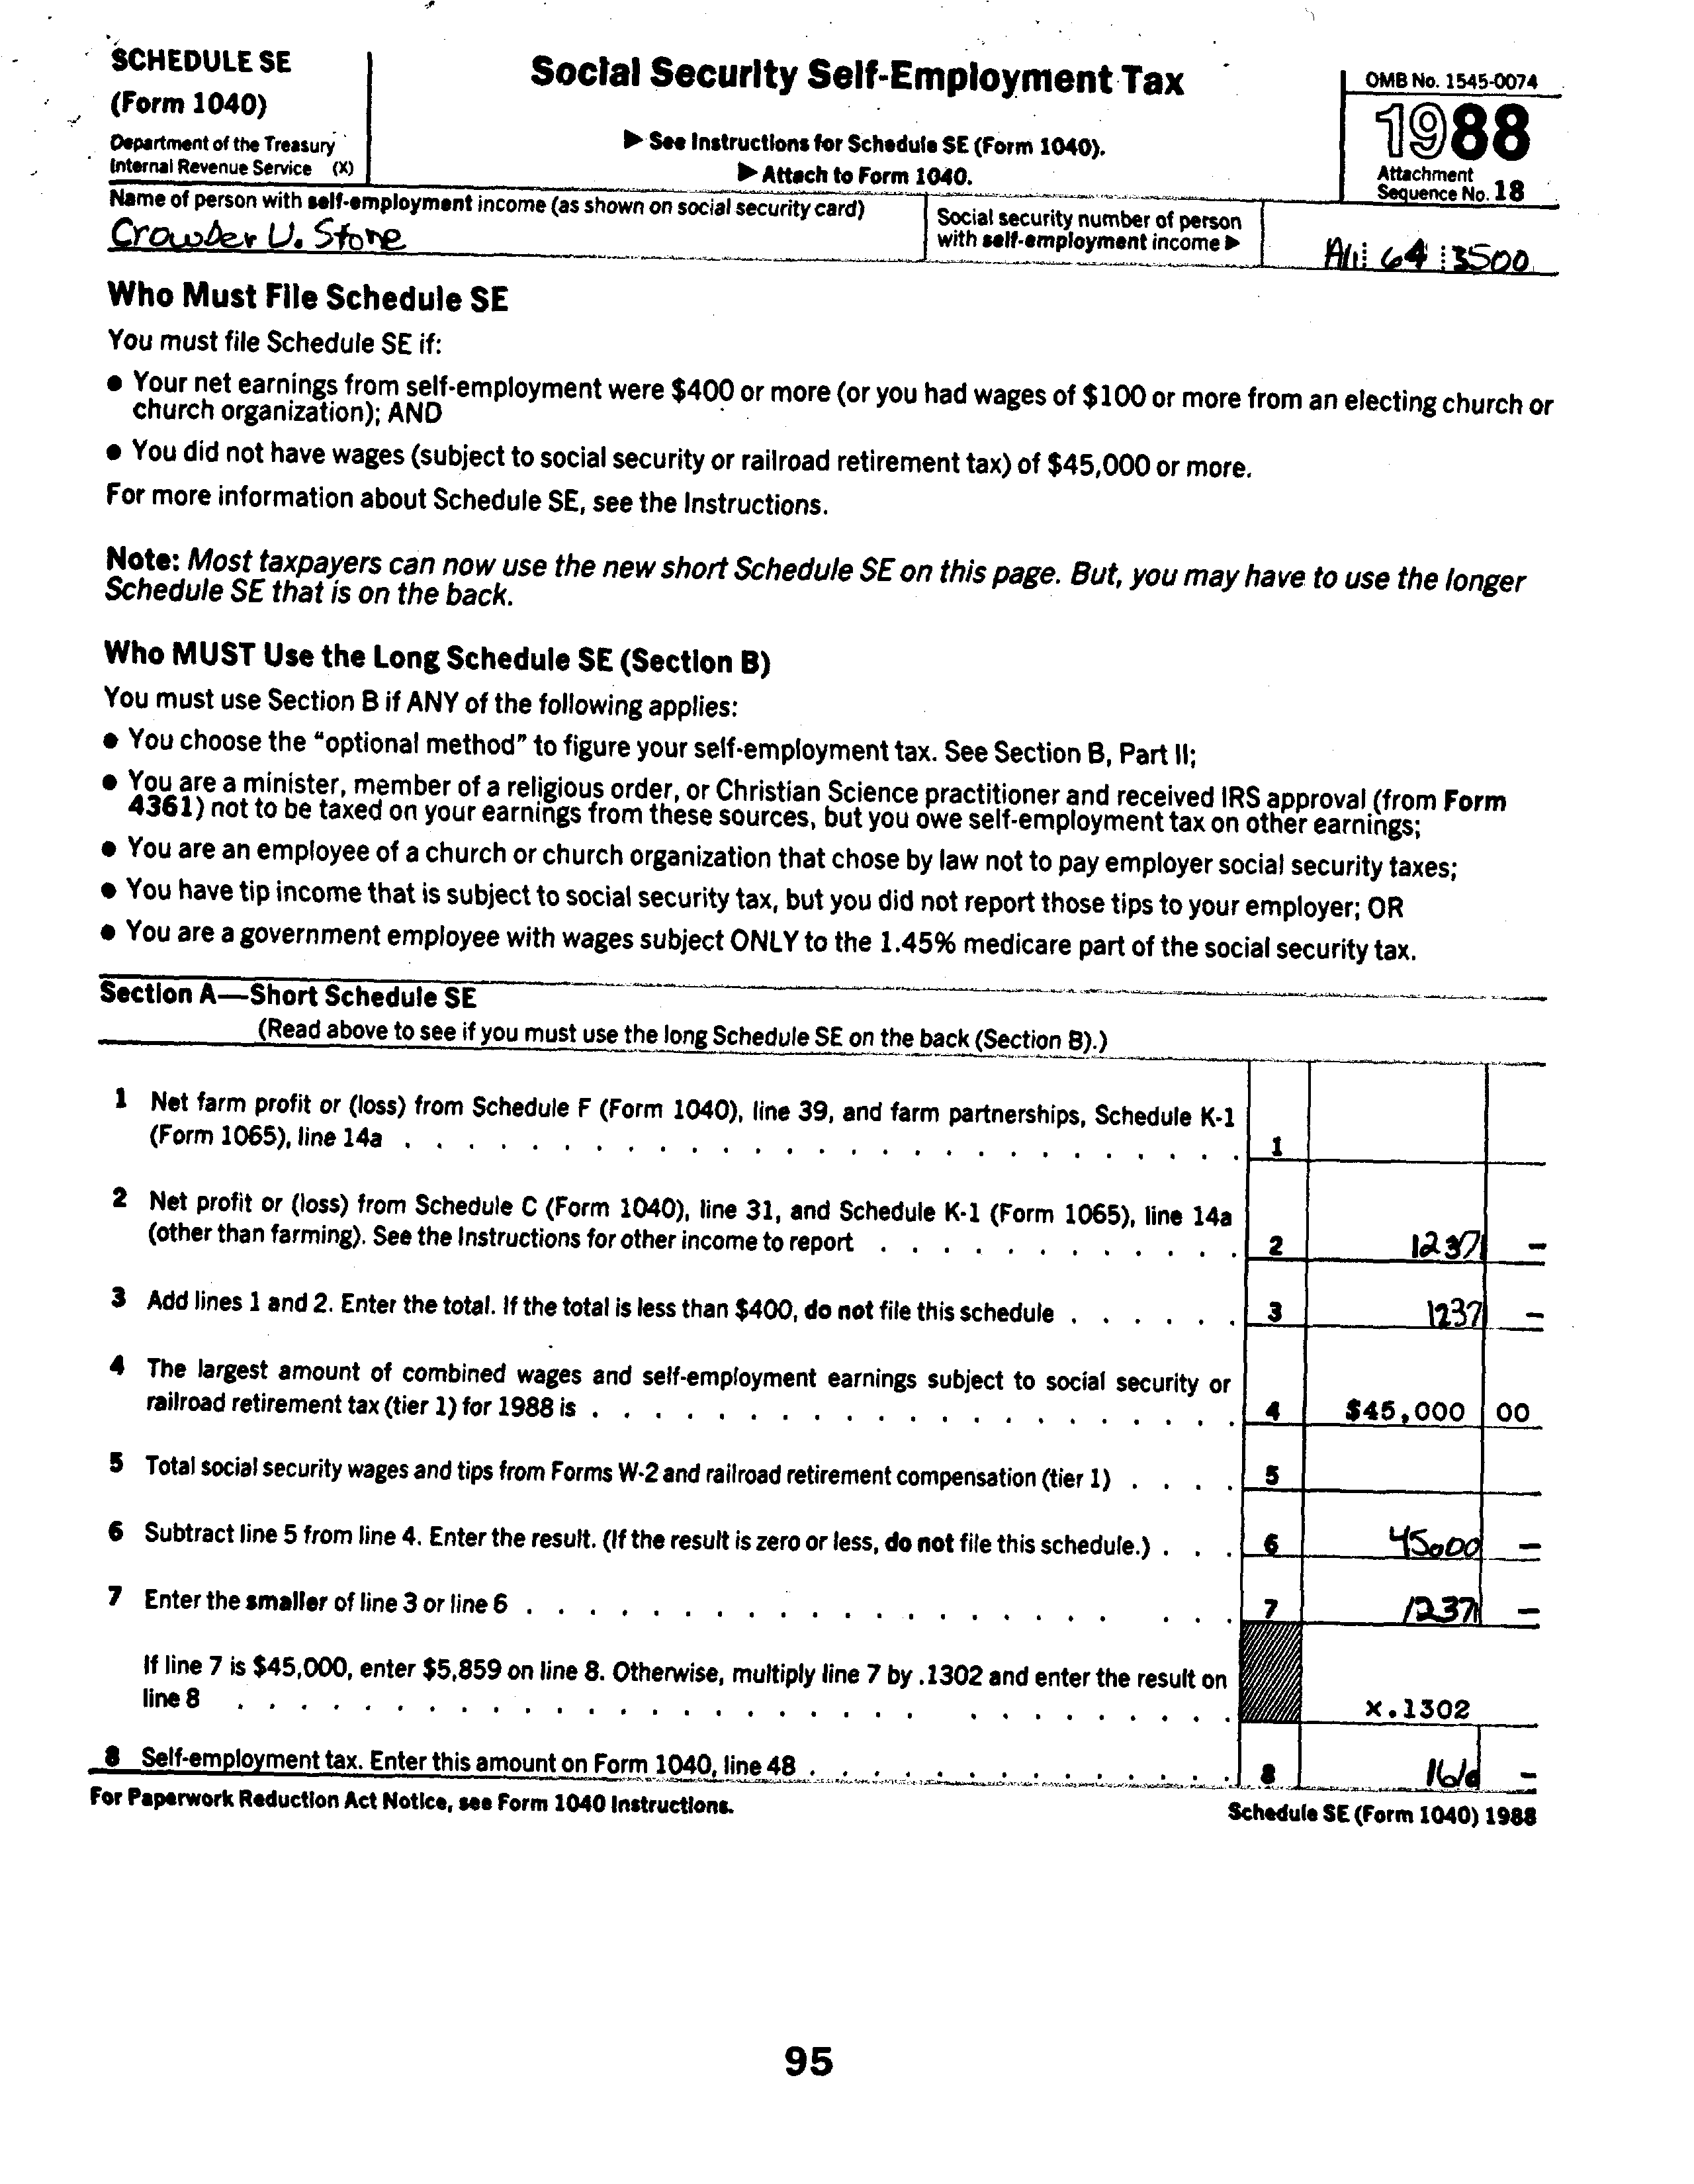 SCHEDULE SE
(Form 1040)
Department of the Treasury
Internal Revenue Service (X)
Social Security Self-Employment Tax
▶ See Instructions for Schedule SE (Form 1040).
▶ Attach to Form 1040.
OMB No. 1545-0074
1988
Attachment
Sequence No. 18
Name of person with self-employment income (as shown on social security card)
Crowder U. Stone
Social security number of person
with self-employment income ▶
64 3500
Who Must File Schedule SE
You must file Schedule SE if:
● Your net earnings from self-employment were $400 or more (or you had wages of $100 or more from an electing church or
church organization); AND
● You did not have wages (subject to social security or railroad retirement tax) of $45,000 or more.
For more information about Schedule SE, see the Instructions.
Note: Most taxpayers can now use the new short Schedule SE on this page. But, you may have to use the longer
Schedule SE that is on the back.
Who MUST Use the Long Schedule SE (Section B)
You must use Section B if ANY of the following applies:
● You choose the "optional method" to figure your self-employment tax. See Section B, Part II;
● You are a minister, member of a religious order, or Christian Science practitioner and received IRS approval (from Form
4361) not to be taxed on your earnings from these sources, but you owe self-employment tax on other earnings;
● You are an employee of a church or church organization that chose by law not to pay employer social security taxes;
● You have tip income that is subject to social security tax, but you did not report those tips to your employer; OR
● You are a government employee with wages subject ONLY to the 1.45% medicare part of the social security tax.
Section A—Short Schedule SE
(Read above to see if you must use the long Schedule SE on the back (Section B).)
1 Net farm profit or (loss) from Schedule F (Form 1040), line 39, and farm partnerships, Schedule K-1
(Form 1065), line 14a . . . . . . . . . . 1
2 Net profit or (loss) from Schedule C (Form 1040), line 31, and Schedule K-1 (Form 1065), line 14a
(other than farming). See the Instructions for other income to report . . . . . . . . . . 2 1237 —
3 Add lines 1 and 2. Enter the total. If the total is less than $400, do not file this schedule . . . . . . 3 1237 —
4 The largest amount of combined wages and self-employment earnings subject to social security or
railroad retirement tax (tier 1) for 1988 is . . . . . . . . . . 4 $45,000 00
5 Total social security wages and tips from Forms W-2 and railroad retirement compensation (tier 1) . . . . 5
6 Subtract line 5 from line 4. Enter the result. (If the result is zero or less, do not file this schedule.) . . . 6 45000 —
7 Enter the smaller of line 3 or line 6 . . . . . . . . . . 7 1237 —
If line 7 is $45,000, enter $5,859 on line 8. Otherwise, multiply line 7 by .1302 and enter the result on
line 8 . . . . . . . . . . x.1302
8 Self-employment tax. Enter this amount on Form 1040, line 48 . . . . . . . . . . 8 161 —
For Paperwork Reduction Act Notice, see Form 1040 Instructions.
Schedule SE (Form 1040) 1988
95